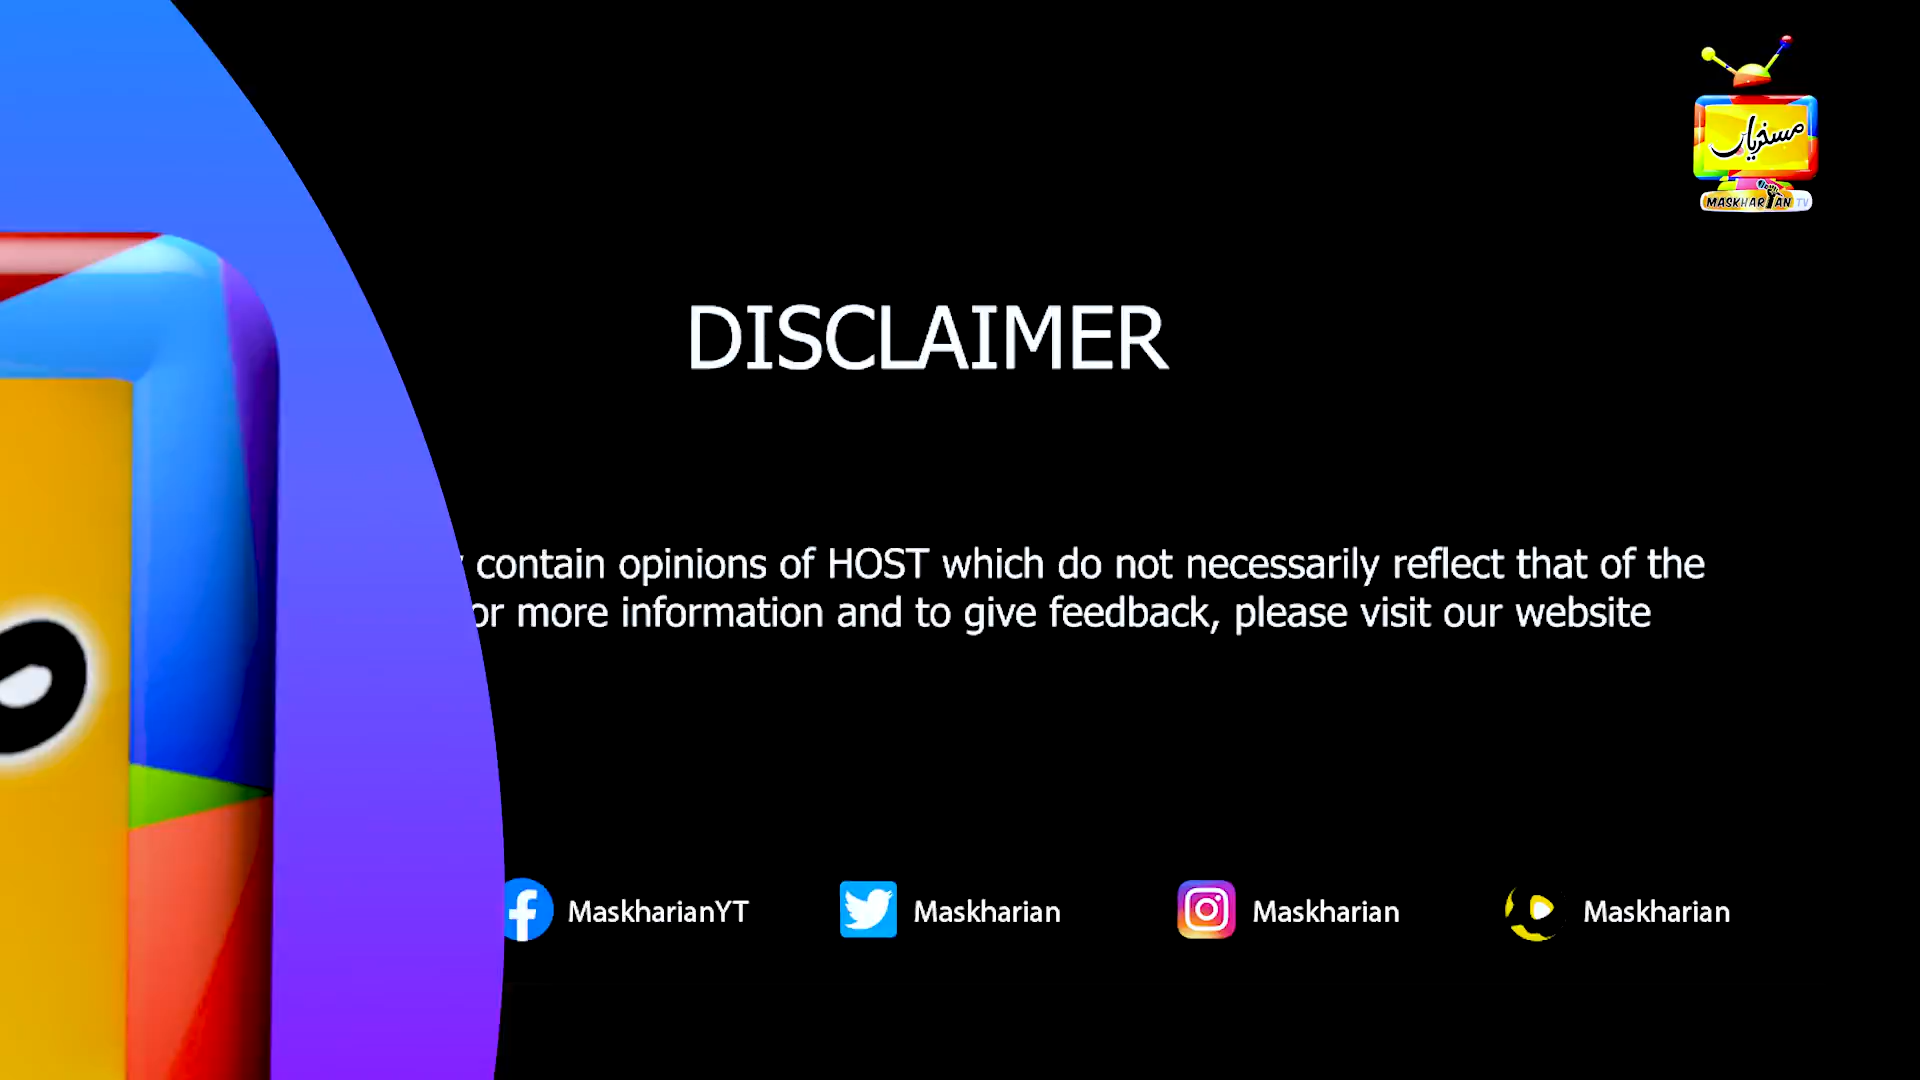 مسخریان
MASKHARIAN TV
DISCLAIMER
contain opinions of HOST which do not necessarily reflect that of the
or more information and to give feedback, please visit our website
MaskharianYT
Maskharian
Maskharian
Maskharian